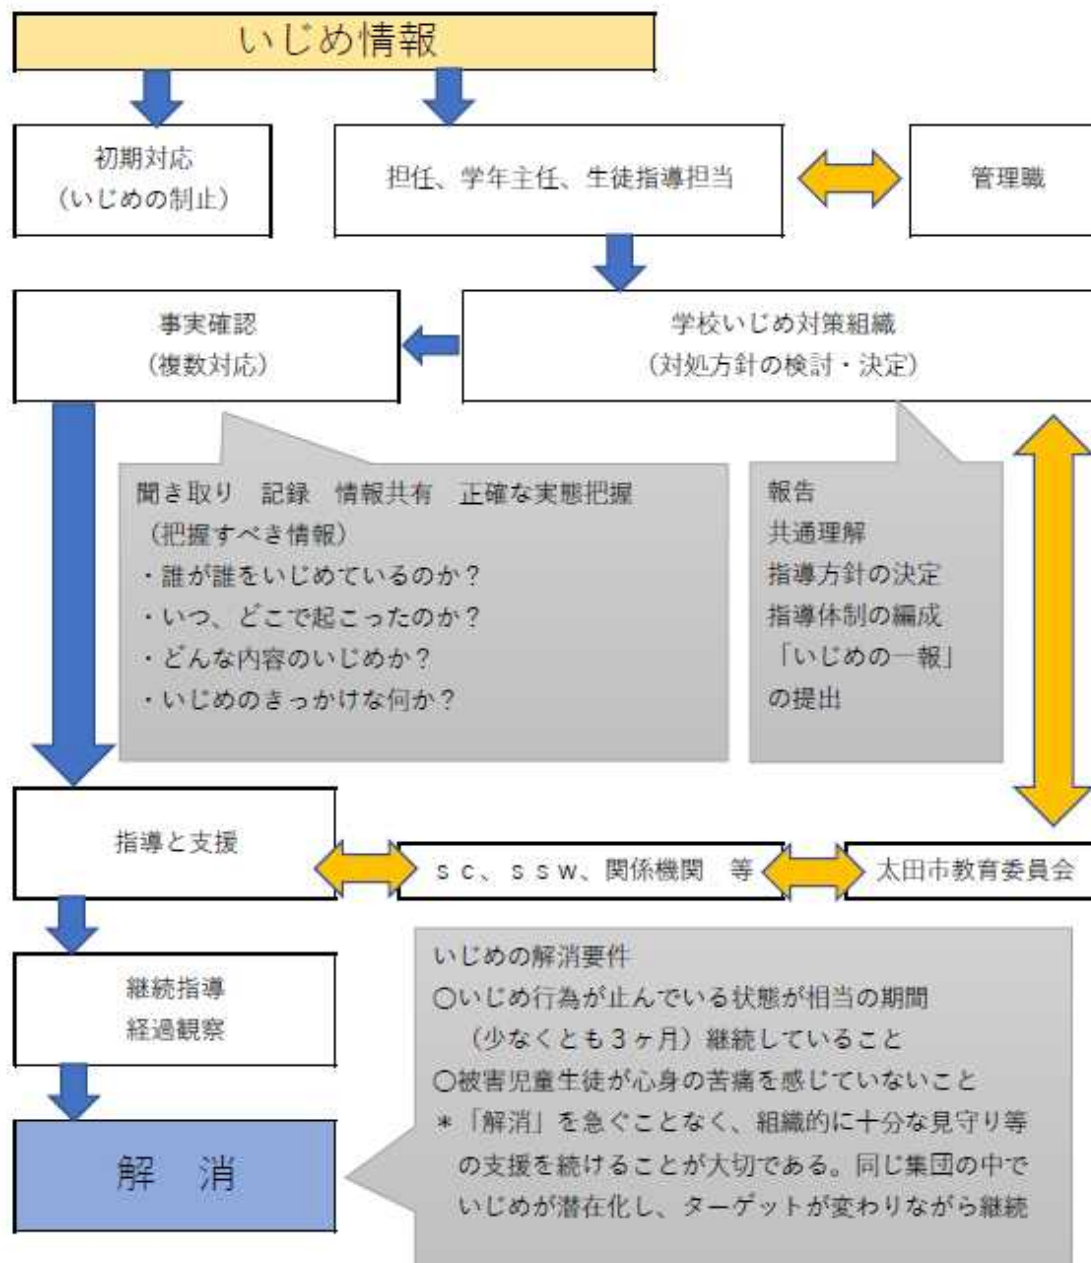 いじめ情報
初期対応
（いじめの制止）
担任、学年主任、生徒指導担当
管理職
事実確認
（複数対応）
学校いじめ対策組織
（対処方針の検討・決定）
聞き取り　記録　情報共有　正確な実態把握
（把握すべき情報）
・誰が誰をいじめているのか？
・いつ、どこで起こったのか？
・どんな内容のいじめか？
・いじめのきっかけな何か？
報告
共通理解
指導方針の決定
指導体制の編成
「いじめの一報」
の提出
指導と支援
ｓｃ、ｓｓｗ、関係機関　等
太田市教育委員会
継続指導
経過観察
いじめの解消要件
〇いじめ行為が止んでいる状態が相当の期間
（少なくとも３ヶ月）継続していること
〇被害児童生徒が心身の苦痛を感じていないこと
＊「解消」を急ぐことなく、組織的に十分な見守り等
の支援を続けることが大切である。同じ集団の中で
いじめが潜在化し、ターゲットが変わりながら継続
解　消